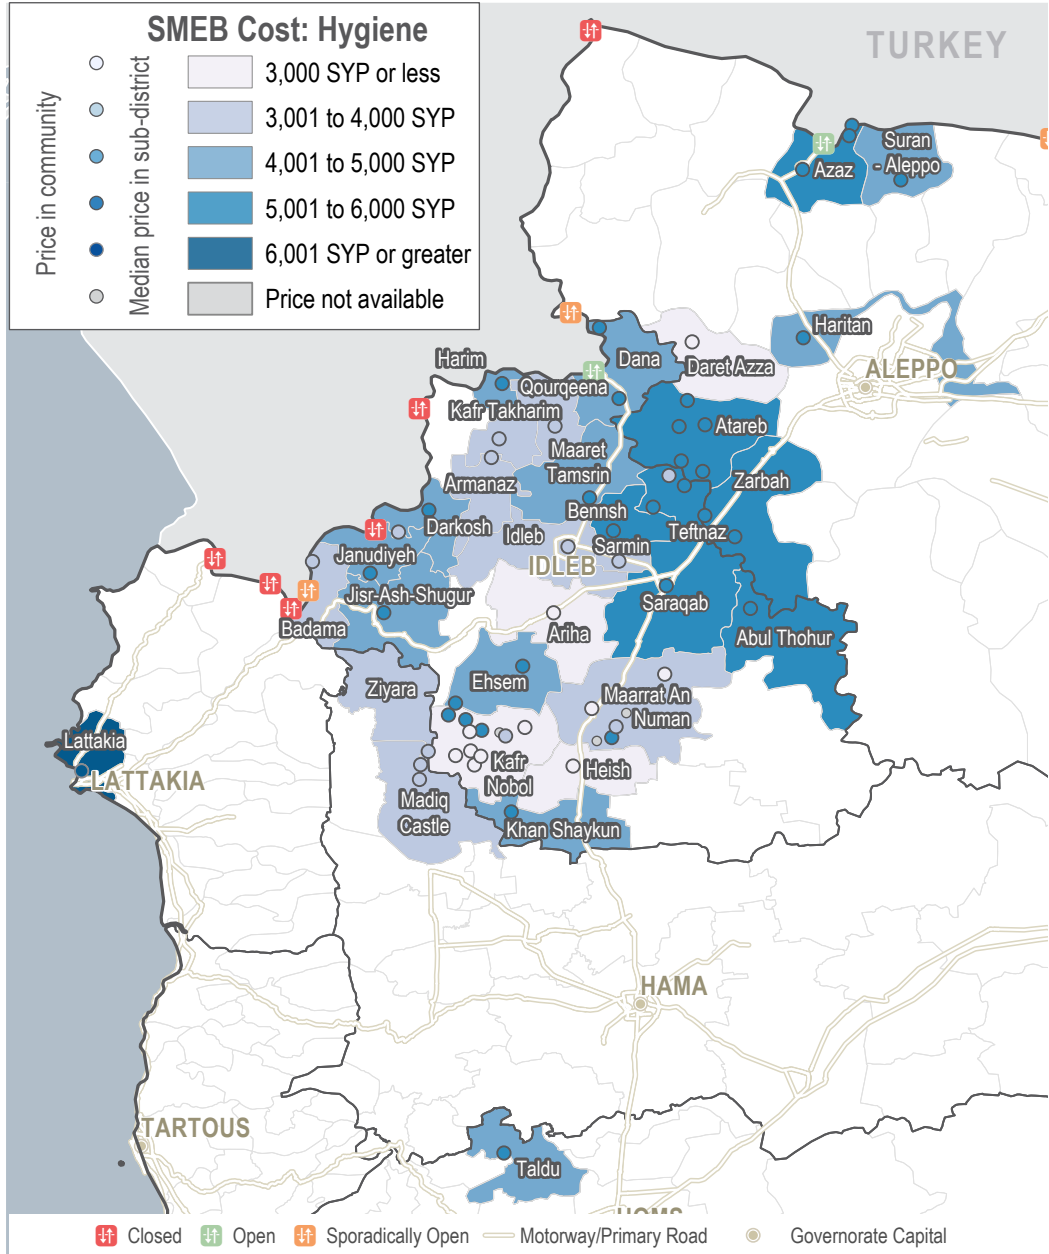 SMEB Cost: Hygiene
Price in community
Median price in sub-district
3,000 SYP or less
3,001 to 4,000 SYP
4,001 to 5,000 SYP
5,001 to 6,000 SYP
6,001 SYP or greater
Price not available
TURKEY
Suran
- Aleppo
Azaz
Haritan
ALEPPO
Harim
Dana
Daret Azza
Qourqeena
Kafr Takharim
Atareb
Maaret
Tamsrin
Armanaz
Zarbah
Bennsh
Darkosh
Idleb
Teftnaz
Sarmin
Janudiyeh
IDLEB
Jisr-Ash-Shugur
Saraqab
Badama
Ariha
Abul Thohur
Ziyara
Ehsem
Maarrat An
Numan
Lattakia
LATTAKIA
Kafr
Nobol
Heish
Madiq
Castle
Khan Shaykun
HAMA
TARTOUS
Taldu
HOMS
Closed
Open
Sporadically Open
Motorway/Primary Road
Governorate Capital